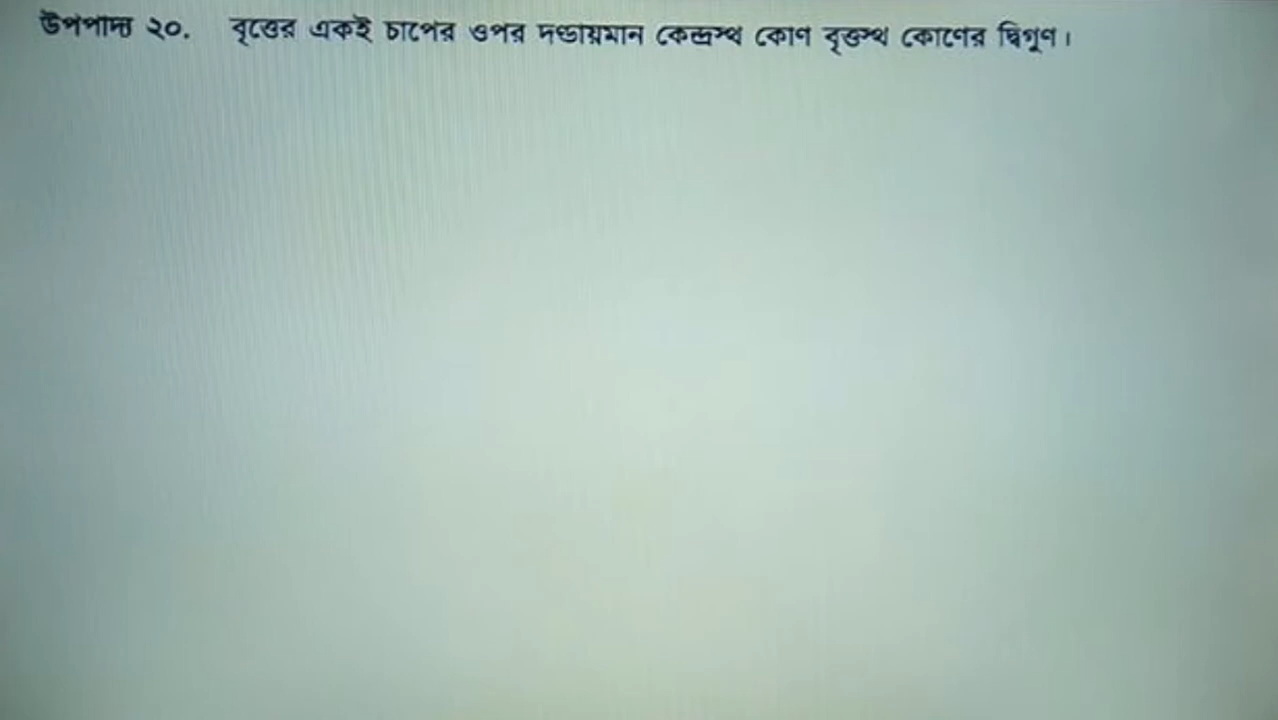 উপপাদ্য ২০. বৃত্তের একই চাপের ওপর দণ্ডায়মান কেন্দ্রস্থ কোণ বৃত্তস্থ কোণের দ্বিগুণ।